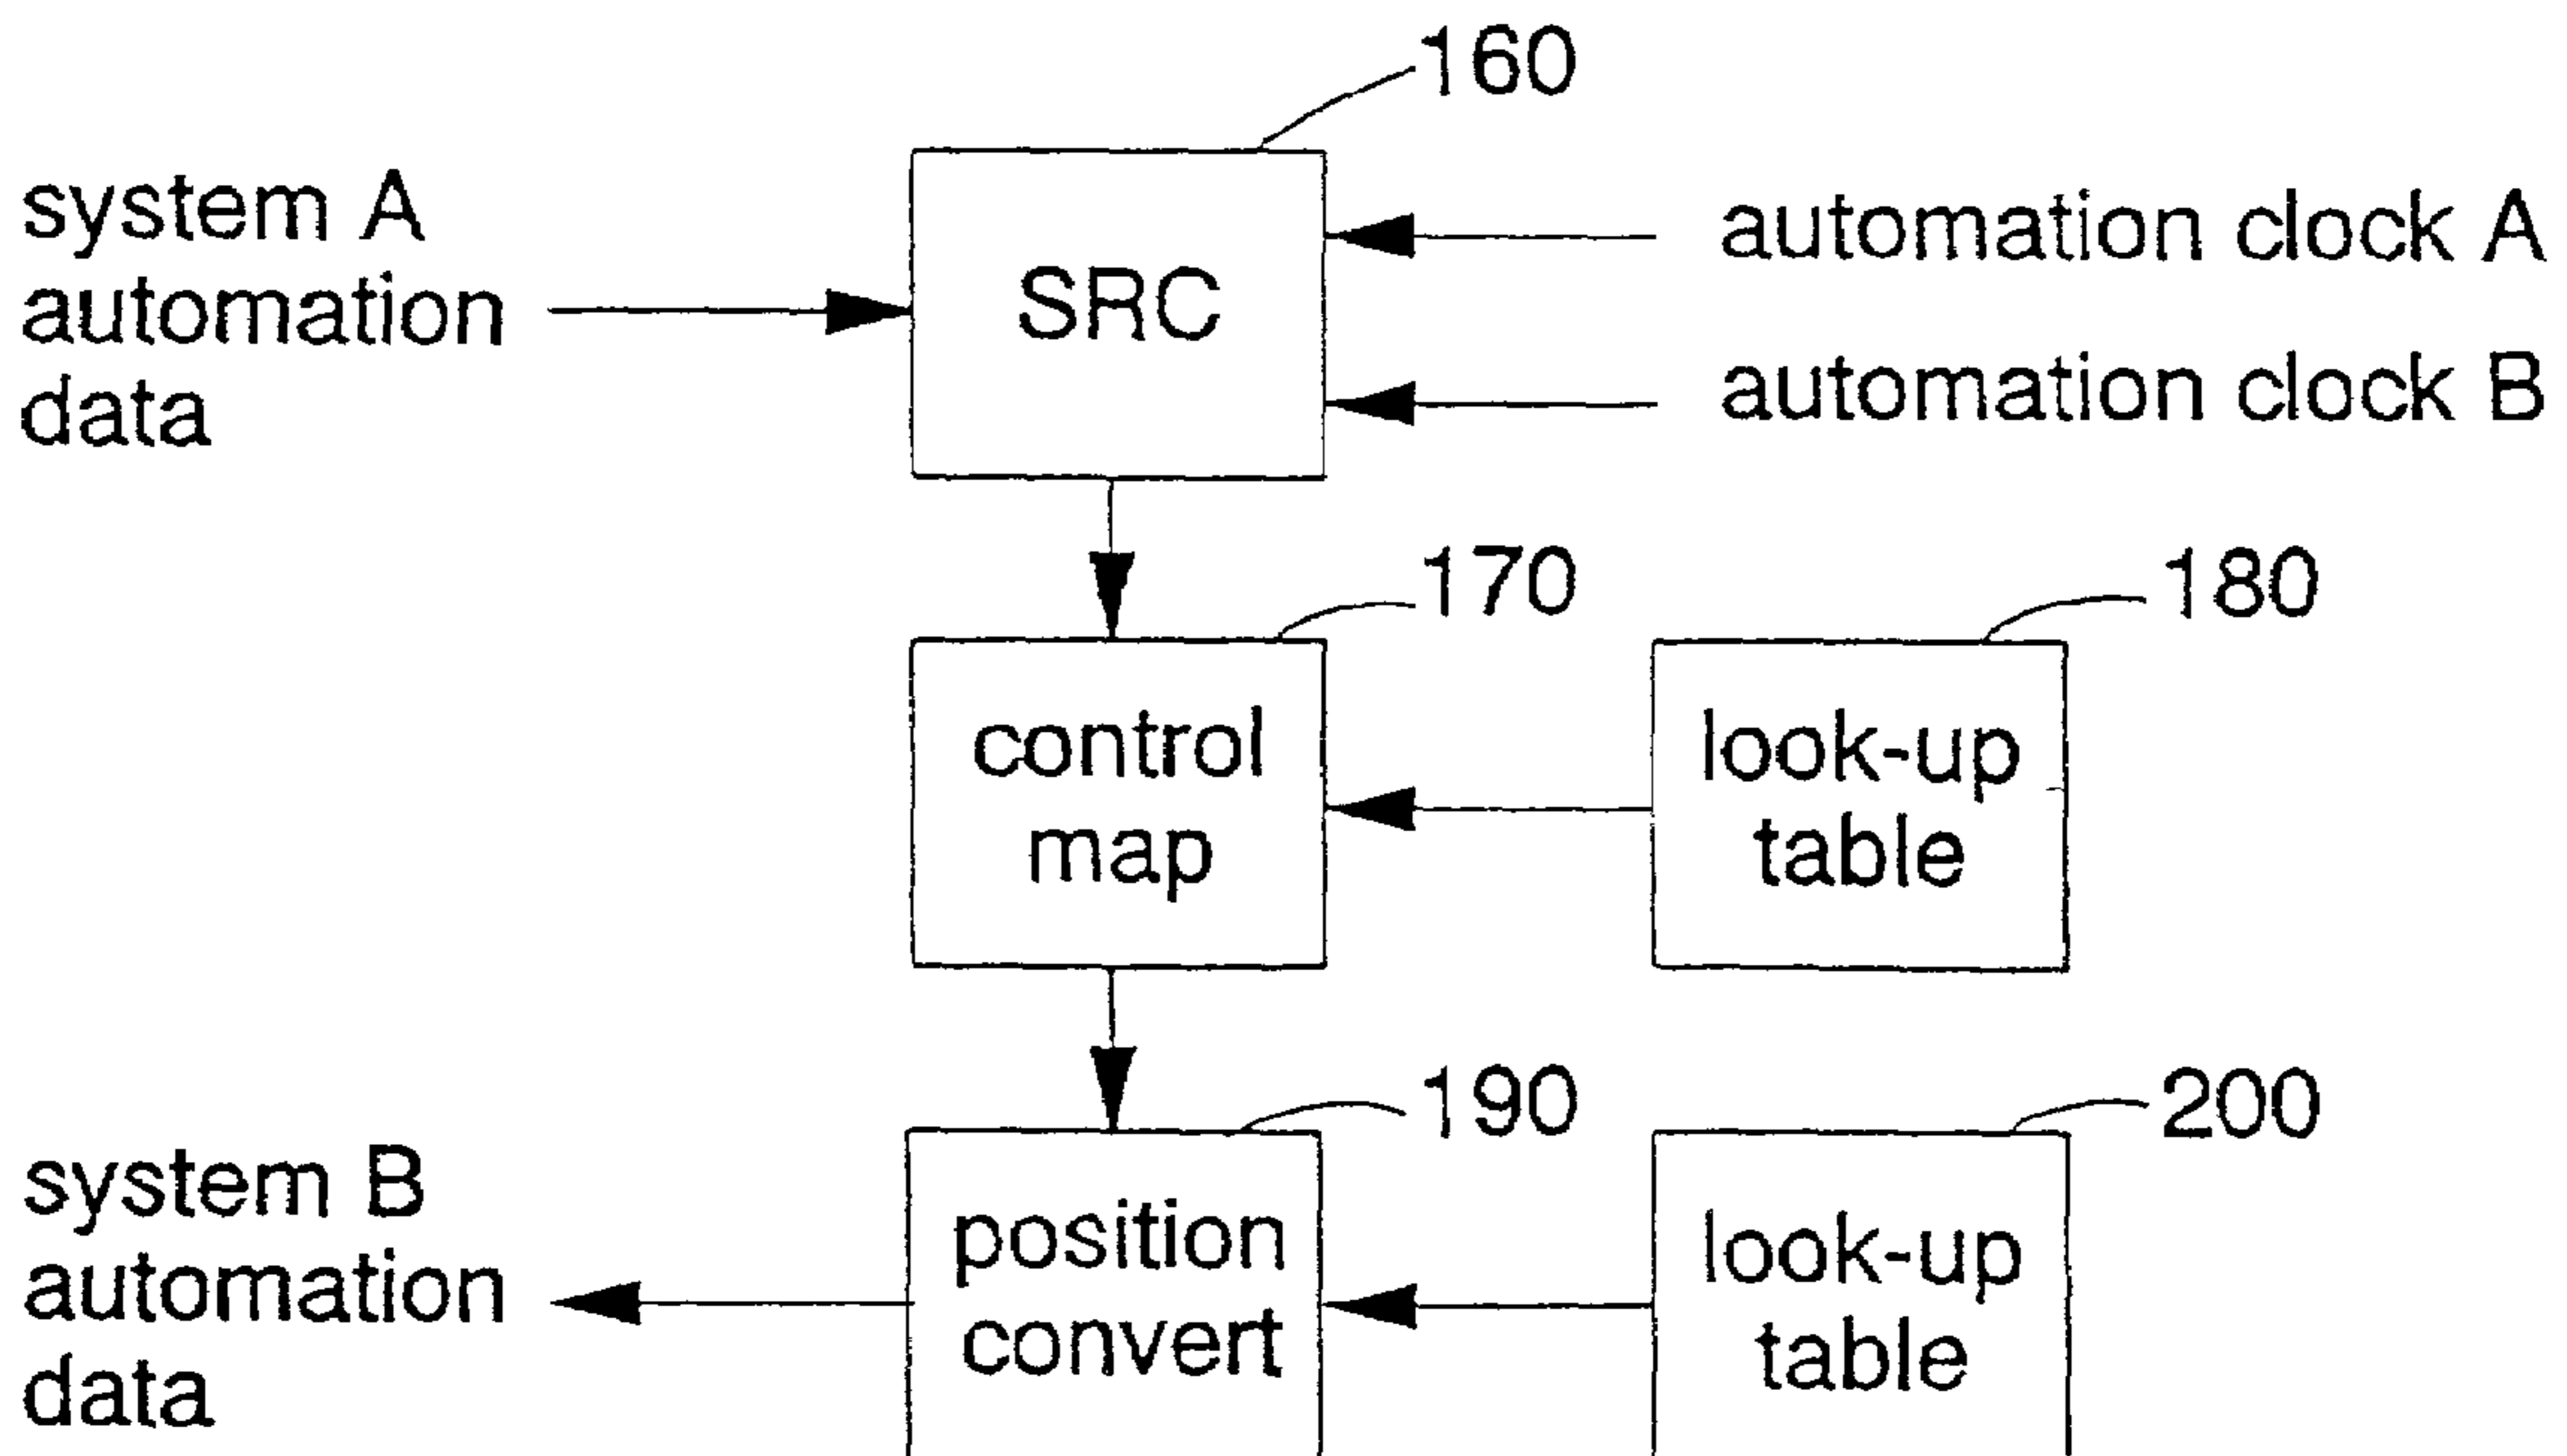 160
system A
automation
data
SRC
automation clock A
automation clock B
170
180
control
map
look-up
table
190
200
system B
automation
data
position
convert
look-up
table